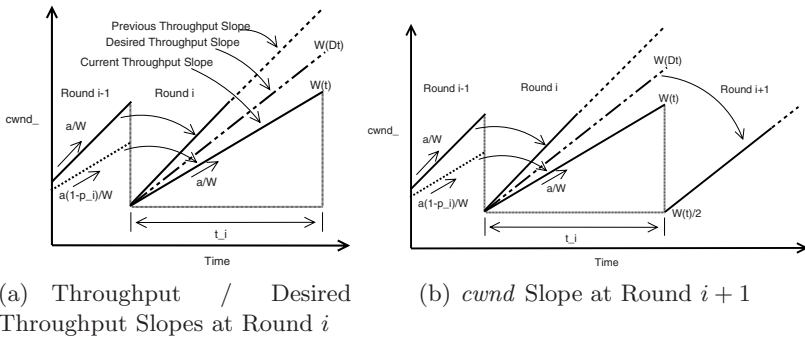 Previous Throughput Slope
Desired Throughput Slope
Current Throughput Slope
W(Dt)
W(t)
Round i-1
Round i
cwnd_
a/W
a(1-p_i)/W
a/W
t_i
Time
W(Dt)
W(t)
Round i-1
Round i
Round i+1
cwnd_
a/W
a(1-p_i)/W
a/W
W(t)/2
t_i
Time
(a) Throughput / Desired
Throughput Slopes at Round i
(b) cwnd Slope at Round i + 1